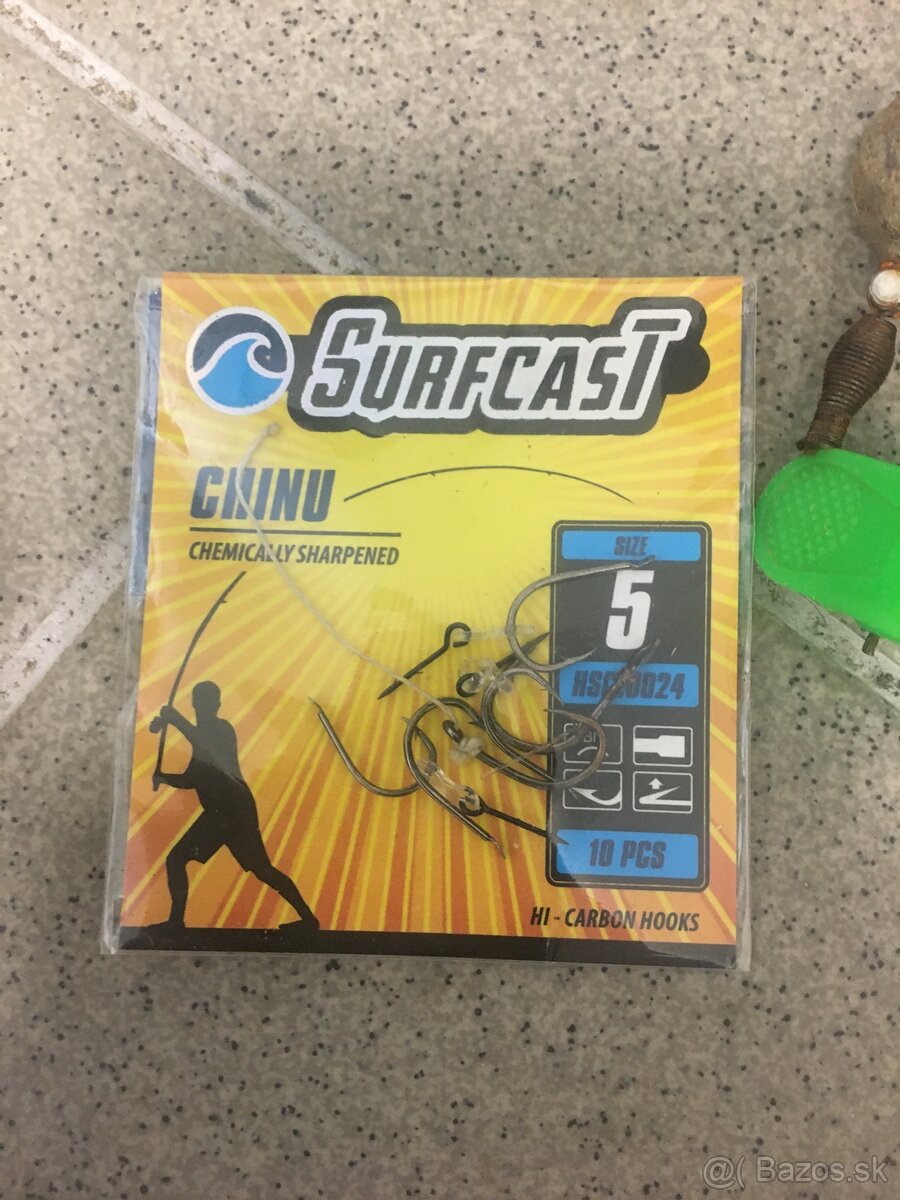 SURFCAST
CHINU
CHEMICALLY SHARPENED
SIZE
5
10 PCS
HI - CARBON HOOKS
@( Bazos.sk